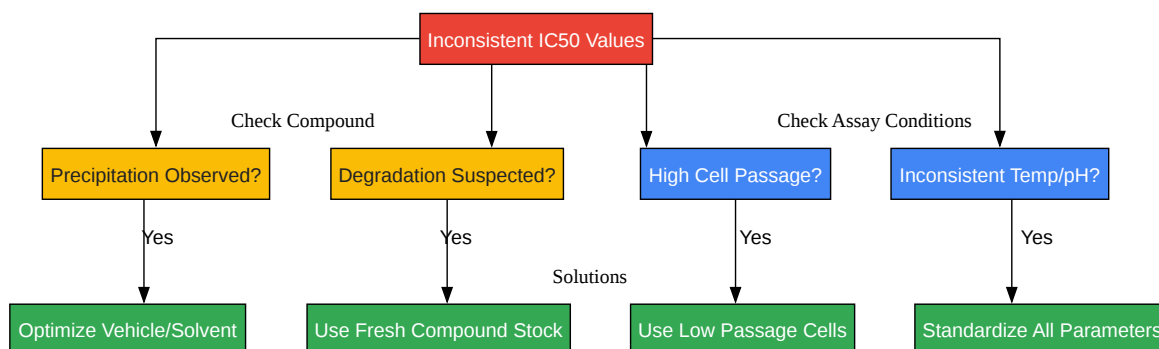 Inconsistent IC50 Values
Check Compound
Check Assay Conditions
Precipitation Observed?
Degradation Suspected?
High Cell Passage?
Inconsistent Temp/pH?
Yes
Yes
Yes
Yes
Solutions
Optimize Vehicle/Solvent
Use Fresh Compound Stock
Use Low Passage Cells
Standardize All Parameters